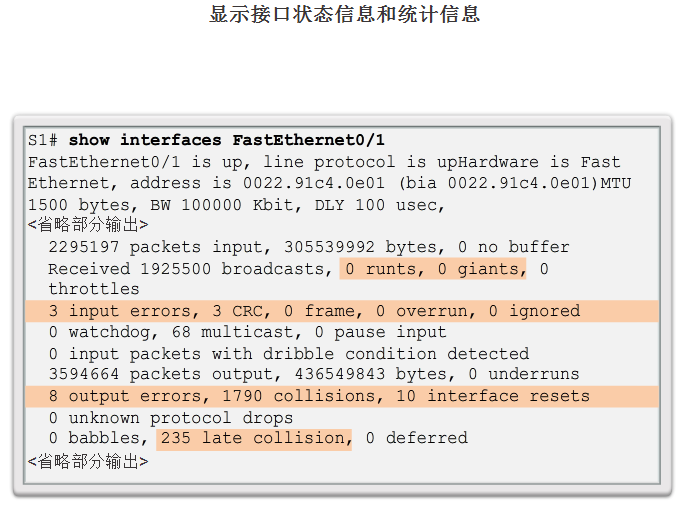 显示接口状态信息和统计信息
S1# show interfaces FastEthernet0/1
FastEthernet0/1 is up, line protocol is upHardware is Fast
Ethernet, address is 0022.91c4.0e01 (bia 0022.91c4.0e01)MTU
1500 bytes, BW 100000 Kbit, DLY 100 usec,
<省略部分输出>
2295197 packets input, 305539992 bytes, 0 no buffer
Received 1925500 broadcasts, 0 runts, 0 giants, 0
throttles
3 input errors, 3 CRC, 0 frame, 0 overrun, 0 ignored
0 watchdog, 68 multicast, 0 pause input
0 input packets with dribble condition detected
3594664 packets output, 436549843 bytes, 0 underruns
8 output errors, 1790 collisions, 10 interface resets
0 unknown protocol drops
0 babbles, 235 late collision, 0 deferred
<省略部分输出>